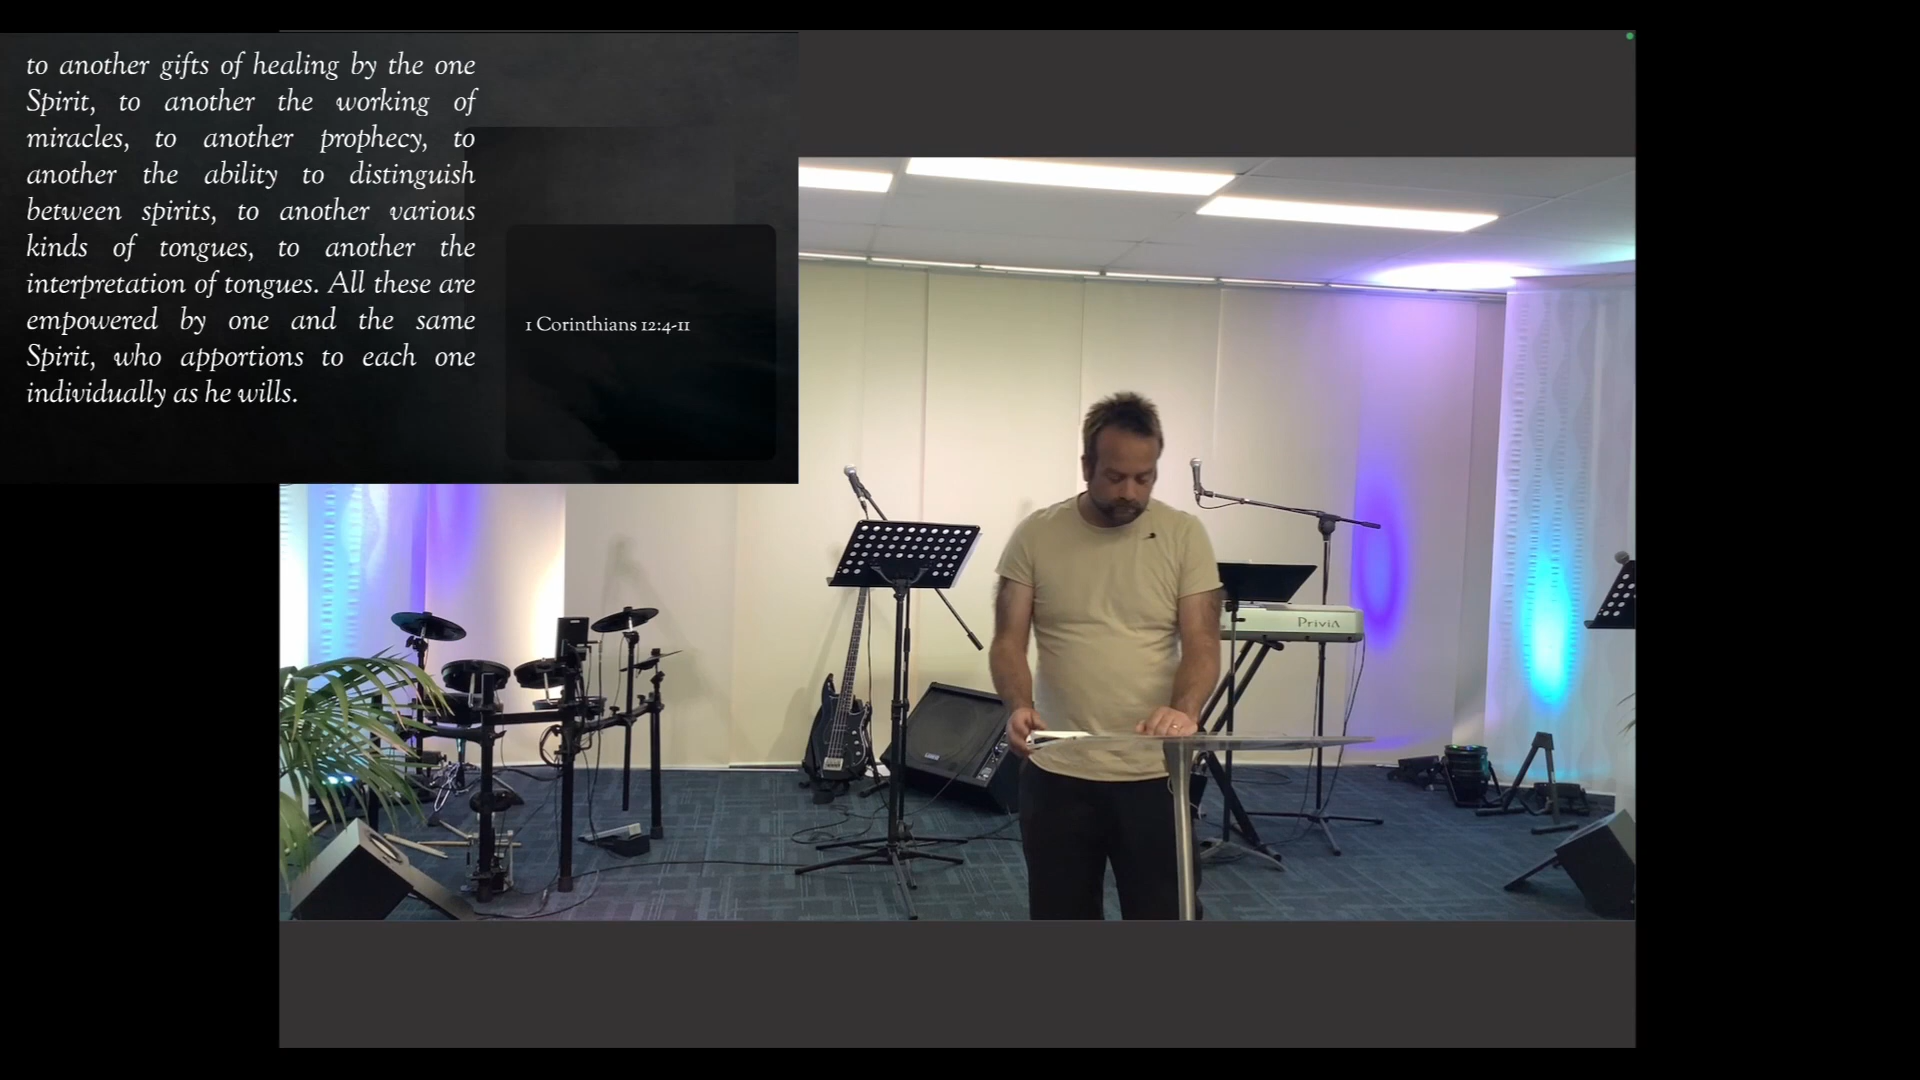 to another gifts of healing by the one
Spirit, to another the working of
miracles, to another prophecy, to
another the ability to distinguish
between spirits, to another various
kinds of tongues, to another the
interpretation of tongues. All these are
empowered by one and the same
Spirit, who apportions to each one
individually as he wills.
1 Corinthians 12:4-11
Privia